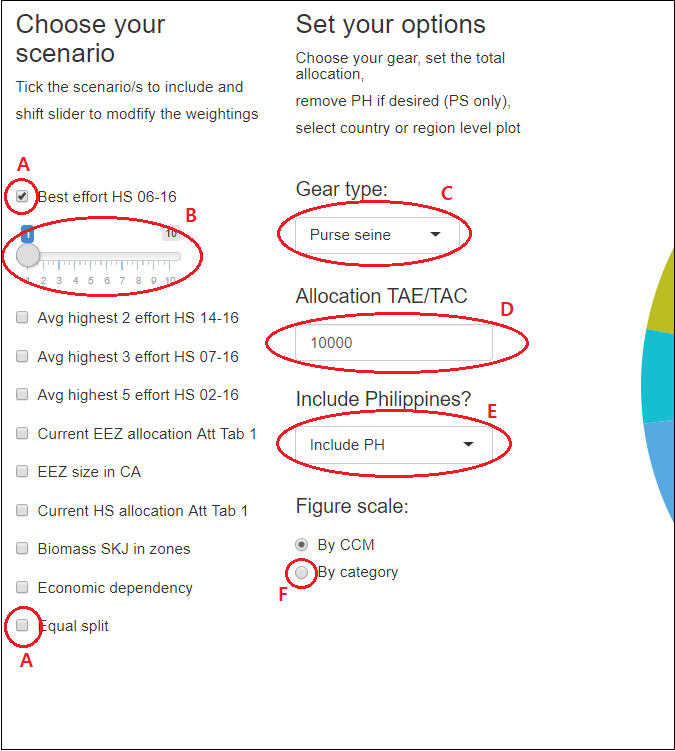 Choose your
scenario
Tick the scenario/s to include and
shift slider to modfify the weightings
A
Best effort HS 06-16
B
1
10
1 2 3 4 5 6 7 8 9 10
Avg highest 2 effort HS 14-16
Avg highest 3 effort HS 07-16
Avg highest 5 effort HS 02-16
Current EEZ allocation Att Tab 1
EEZ size in CA
Current HS allocation Att Tab 1
Biomass SKJ in zones
Economic dependency
Equal split
A
Set your options
Choose your gear, set the total
allocation,
remove PH if desired (PS only),
select country or region level plot
Gear type:
C
Purse seine
Allocation TAE/TAC
D
10000
Include Philippines?
E
Include PH
Figure scale:
By CCM
By category
F